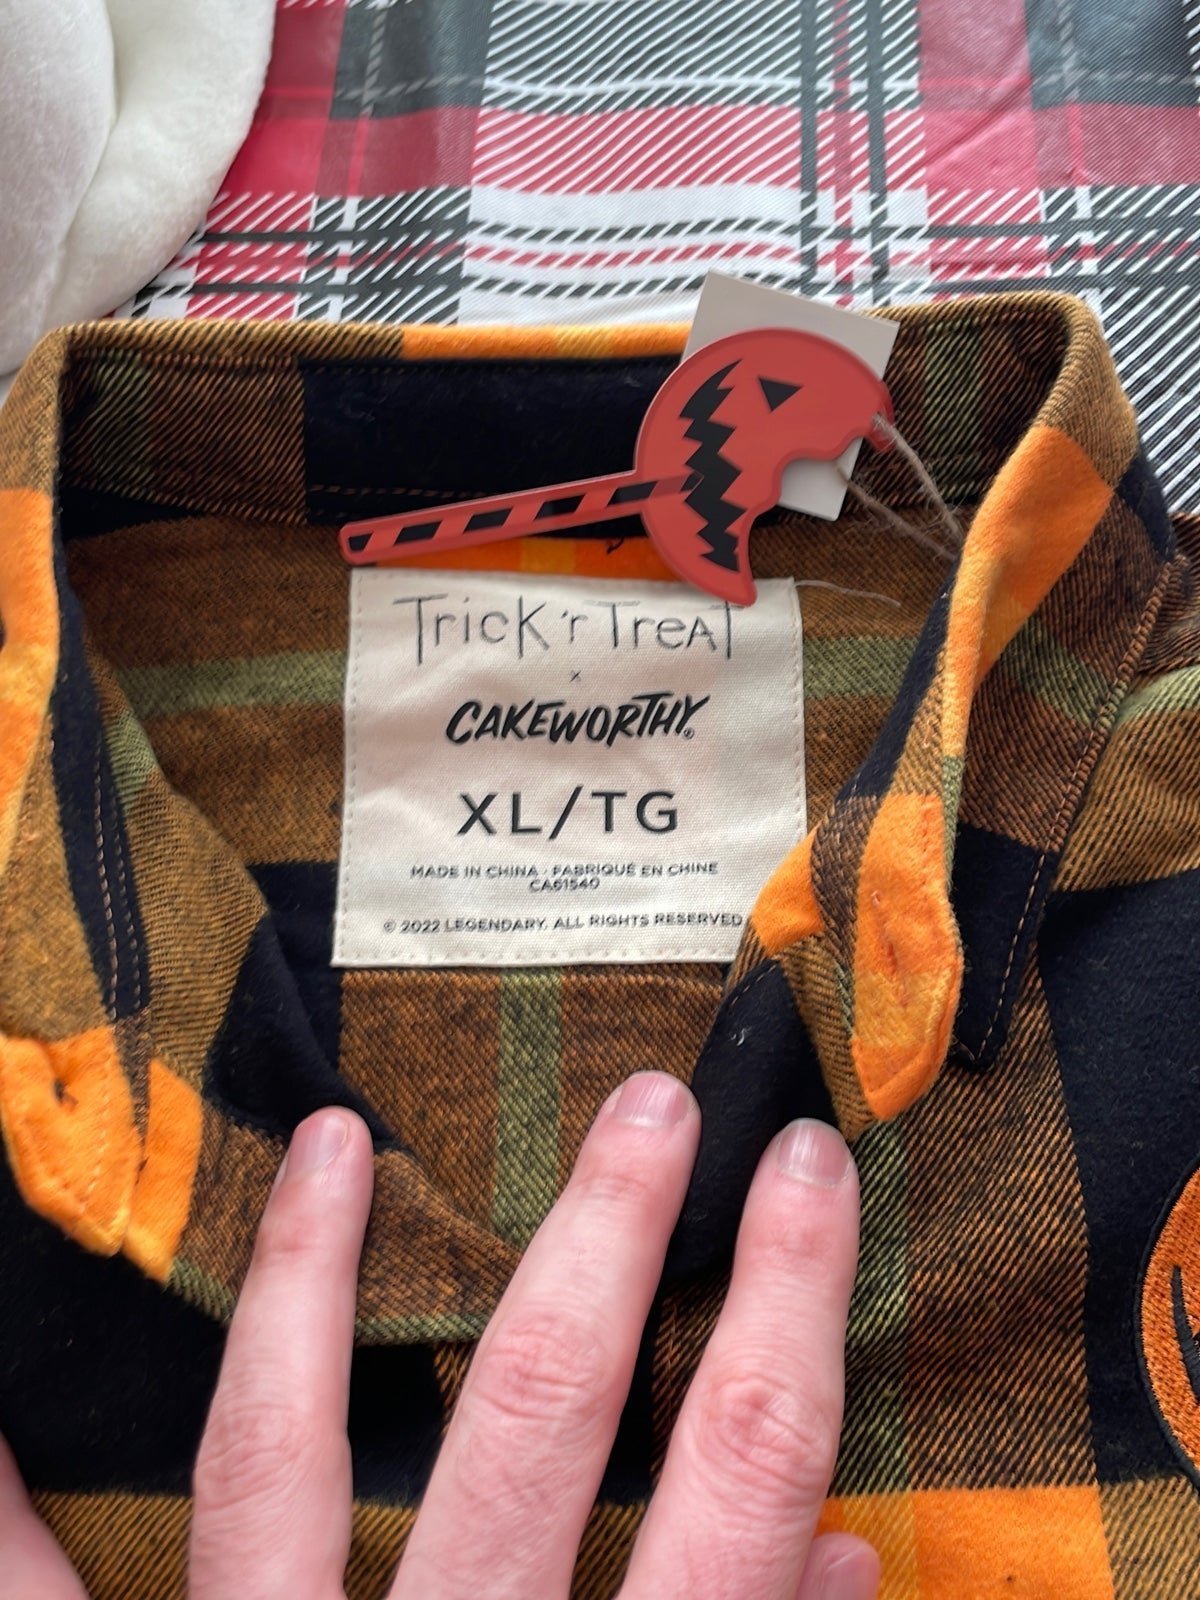 Trick 'r Treat
x
CAKEWORTHY®
XL/TG
MADE IN CHINA · FABRIQUÉ EN CHINE
CA61540
© 2022 LEGENDARY. ALL RIGHTS RESERVED